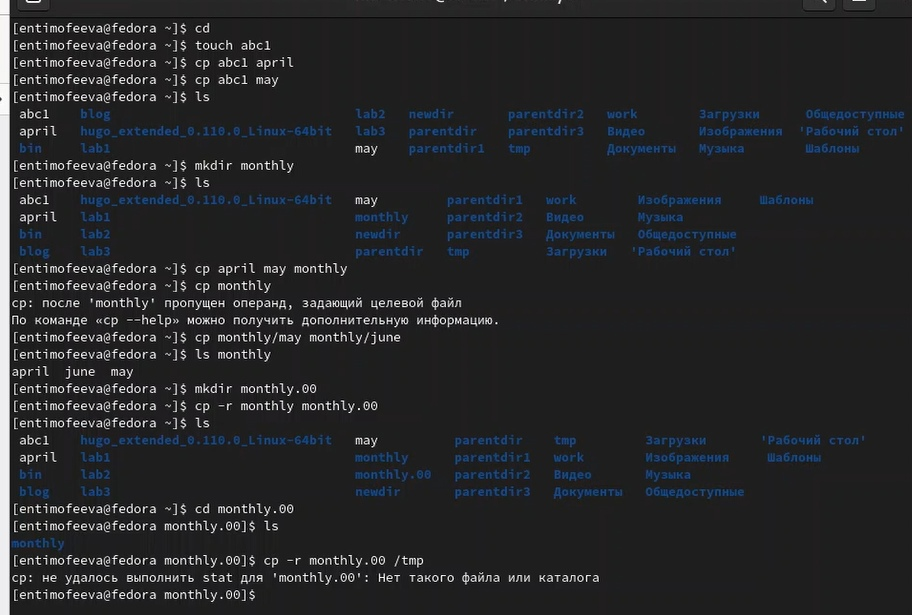 [entimofeeva@fedora ~]$ cd
[entimofeeva@fedora ~]$ touch abc1
[entimofeeva@fedora ~]$ cp abc1 april
[entimofeeva@fedora ~]$ cp abc1 may
[entimofeeva@fedora ~]$ ls
abc1 blog lab2 newdir parentdir2 work Загрузки Общедоступные
april hugo_extended_0.110.0_Linux-64bit lab3 parentdir parentdir3 Видео Изображения 'Рабочий стол'
bin lab1 may parentdir1 tmp Документы Музыка Шаблоны
[entimofeeva@fedora ~]$ mkdir monthly
[entimofeeva@fedora ~]$ ls
abc1 hugo_extended_0.110.0_Linux-64bit may parentdir1 work Изображения Шаблоны
april lab1 monthly parentdir2 Видео Музыка
bin lab2 newdir parentdir3 Документы Общедоступные
blog lab3 parentdir tmp Загрузки 'Рабочий стол'
[entimofeeva@fedora ~]$ cp april may monthly
[entimofeeva@fedora ~]$ cp monthly
cp: после 'monthly' пропущен операнд, задающий целевой файл
По команде «cp --help» можно получить дополнительную информацию.
[entimofeeva@fedora ~]$ cp monthly/may monthly/june
[entimofeeva@fedora ~]$ ls monthly
april june may
[entimofeeva@fedora ~]$ mkdir monthly.00
[entimofeeva@fedora ~]$ cp -r monthly monthly.00
[entimofeeva@fedora ~]$ ls
abc1 hugo_extended_0.110.0_Linux-64bit may parentdir tmp Загрузки 'Рабочий стол'
april lab1 monthly parentdir1 work Изображения Шаблоны
bin lab2 monthly.00 parentdir2 Видео Музыка
blog lab3 newdir parentdir3 Документы Общедоступные
[entimofeeva@fedora ~]$ cd monthly.00
[entimofeeva@fedora monthly.00]$ ls
monthly
[entimofeeva@fedora monthly.00]$ cp -r monthly.00 /tmp
cp: не удалось выполнить stat для 'monthly.00': Нет такого файла или каталога
[entimofeeva@fedora monthly.00]$